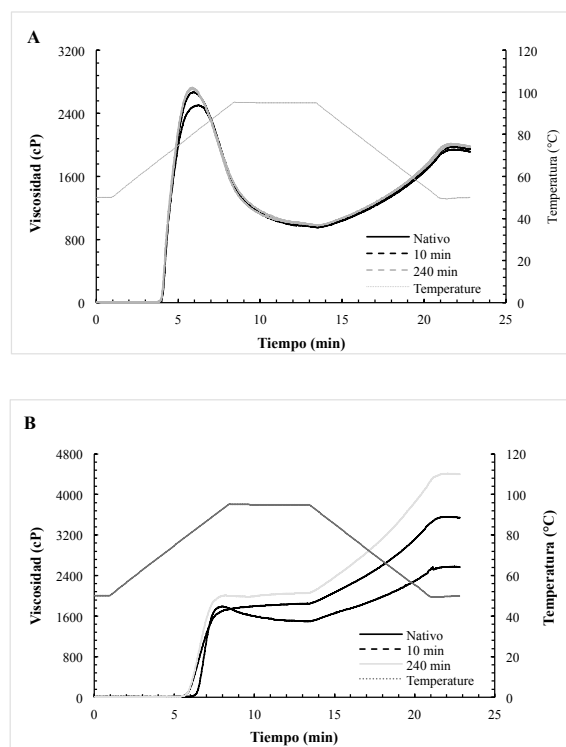 A
3200
2400
1600
800
0
120
100
80
60
40
20
0
0 5 10 15 20 25
Viscosidad (cP)
Temperatura (°C)
Nativo
10 min
240 min
Temperature
Tiempo (min)
B
4800
4000
3200
2400
1600
800
0
120
100
80
60
40
20
0
0 5 10 15 20 25
Viscosidad (cP)
Temperatura (°C)
Nativo
10 min
240 min
Temperature
Tiempo (min)